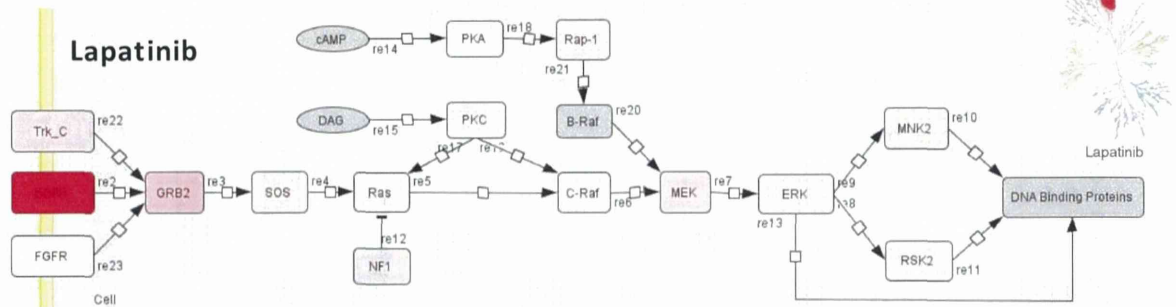 Lapatinib
cAMP
re14
PKA
re18
Rap-1
re21
DAG
re15
PKC
B-Raf
re20
re17
Trk_C
re22
re2
GRB2
re3
SOS
re4
Ras
re5
C-Raf
re6
MEK
re7
ERK
re9
re8
re13
MNK2
re10
DNA Binding Proteins
RSK2
re11
FGFR
re23
re12
NF1
Cell
Lapatinib